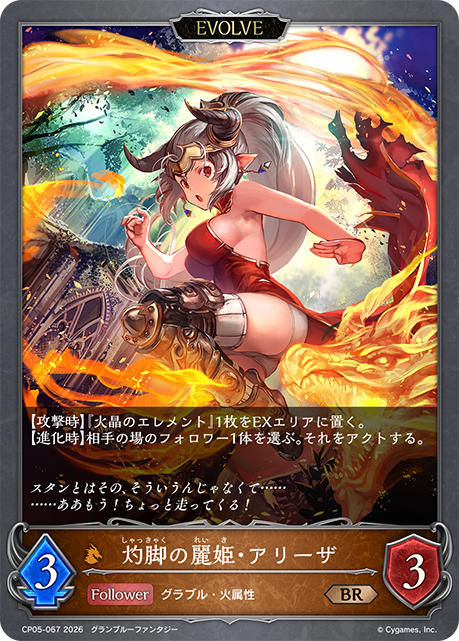 EVOLVE
【攻撃時】『火晶のエレメント』1枚をEXエリアに置く。
【進化時】相手の場のフォロワー1体を選ぶ。それをアクトする。
スタンとはその、そういうんじゃなくて……
……ああもう！ちょっと走ってくる！
しゃっきゃく れいき
灼脚の麗姫・アリーザ
3
3
Follower
グラブル・火属性
BR
CP05-067 2026 グランブルーファンタジー
© Cygames, Inc.